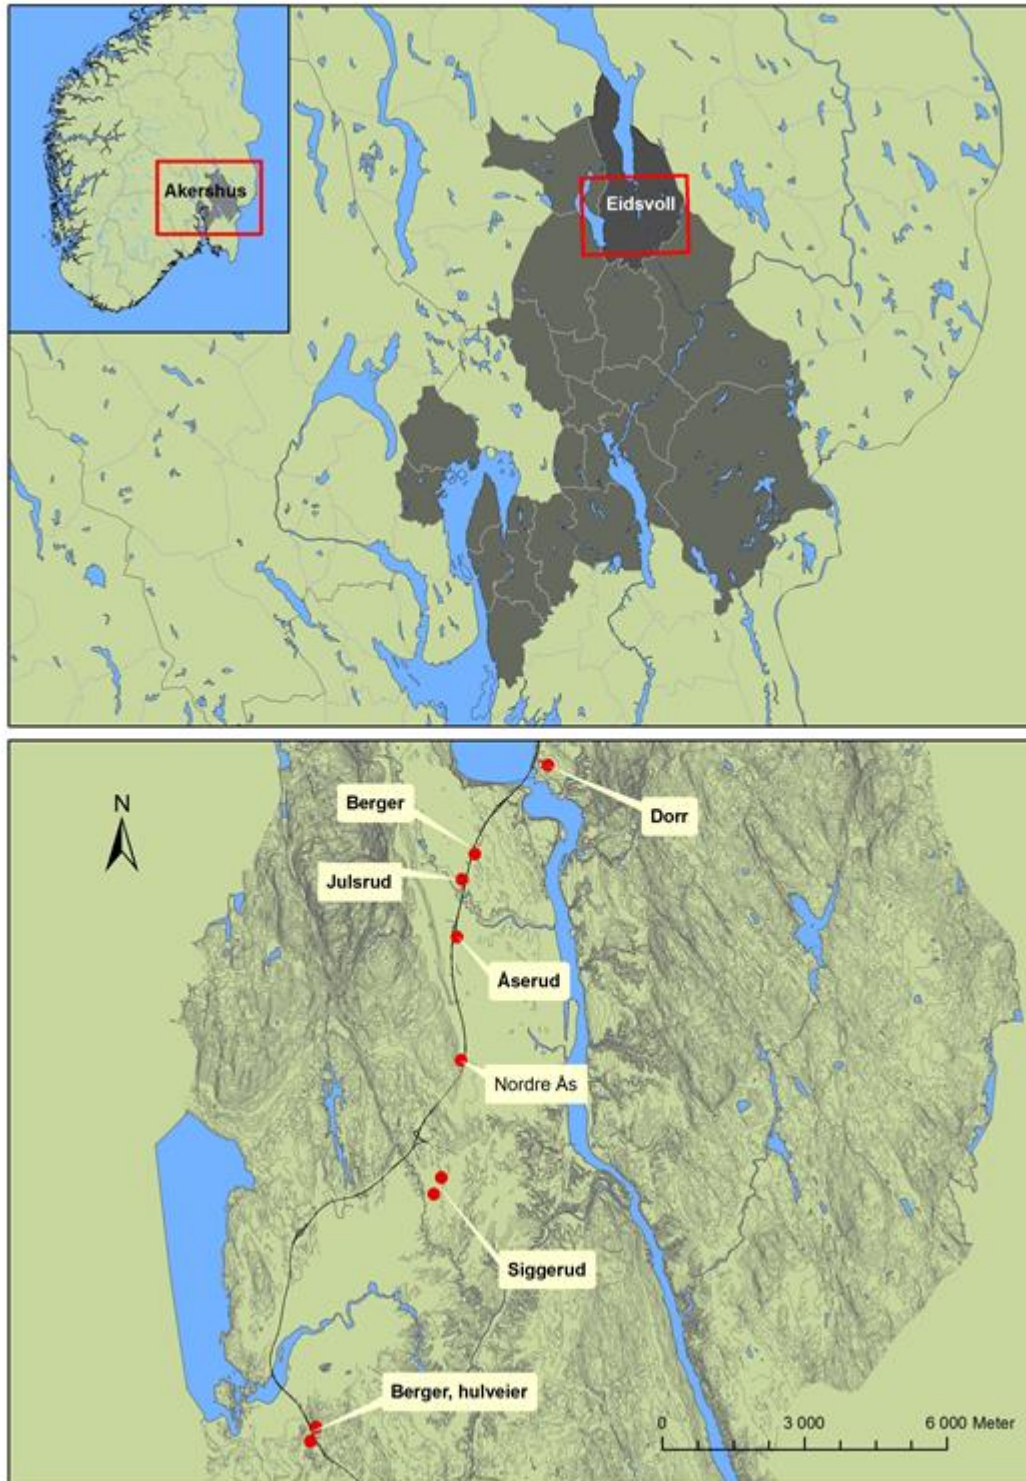 Akershus
Eidsvoll
N
Berger
Dorr
Julsrud
Åserud
Nordre Ås
Siggerud
Berger, hulveier
0 3 000 6 000 Meter